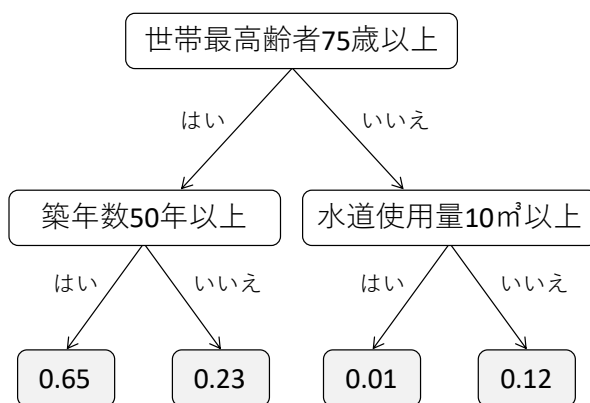 世帯最高齢者75歳以上
はい
いいえ
築年数50年以上
水道使用量10㎥以上
はい
いいえ
はい
いいえ
0.65
0.23
0.01
0.12